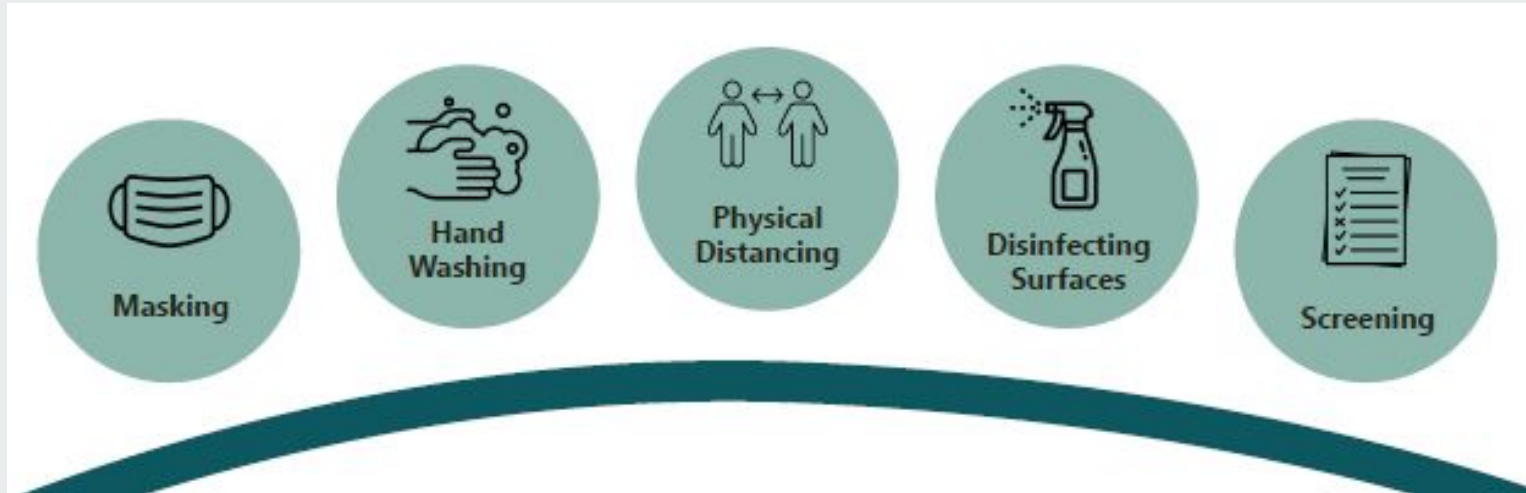 Masking
Hand
Washing
Physical
Distancing
Disinfecting
Surfaces
Screening